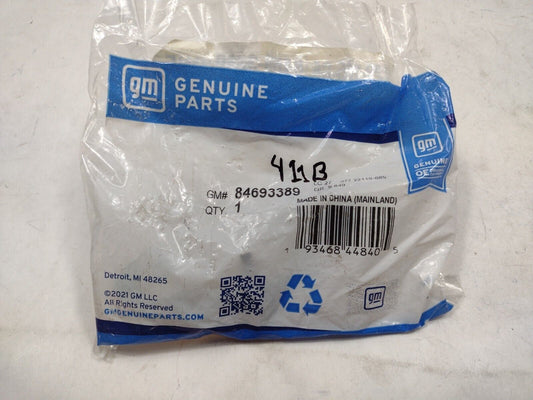 gm
GENUINE
PARTS
gm
GENUINE
411B
GM# 84693389
QTY. 1
MADE IN CHINA (MAINLAND)
1 93468 44840 5
Detroit, MI 48265
©2021 GM LLC
All Rights Reserved
GMGENUINEPARTS.COM
gm